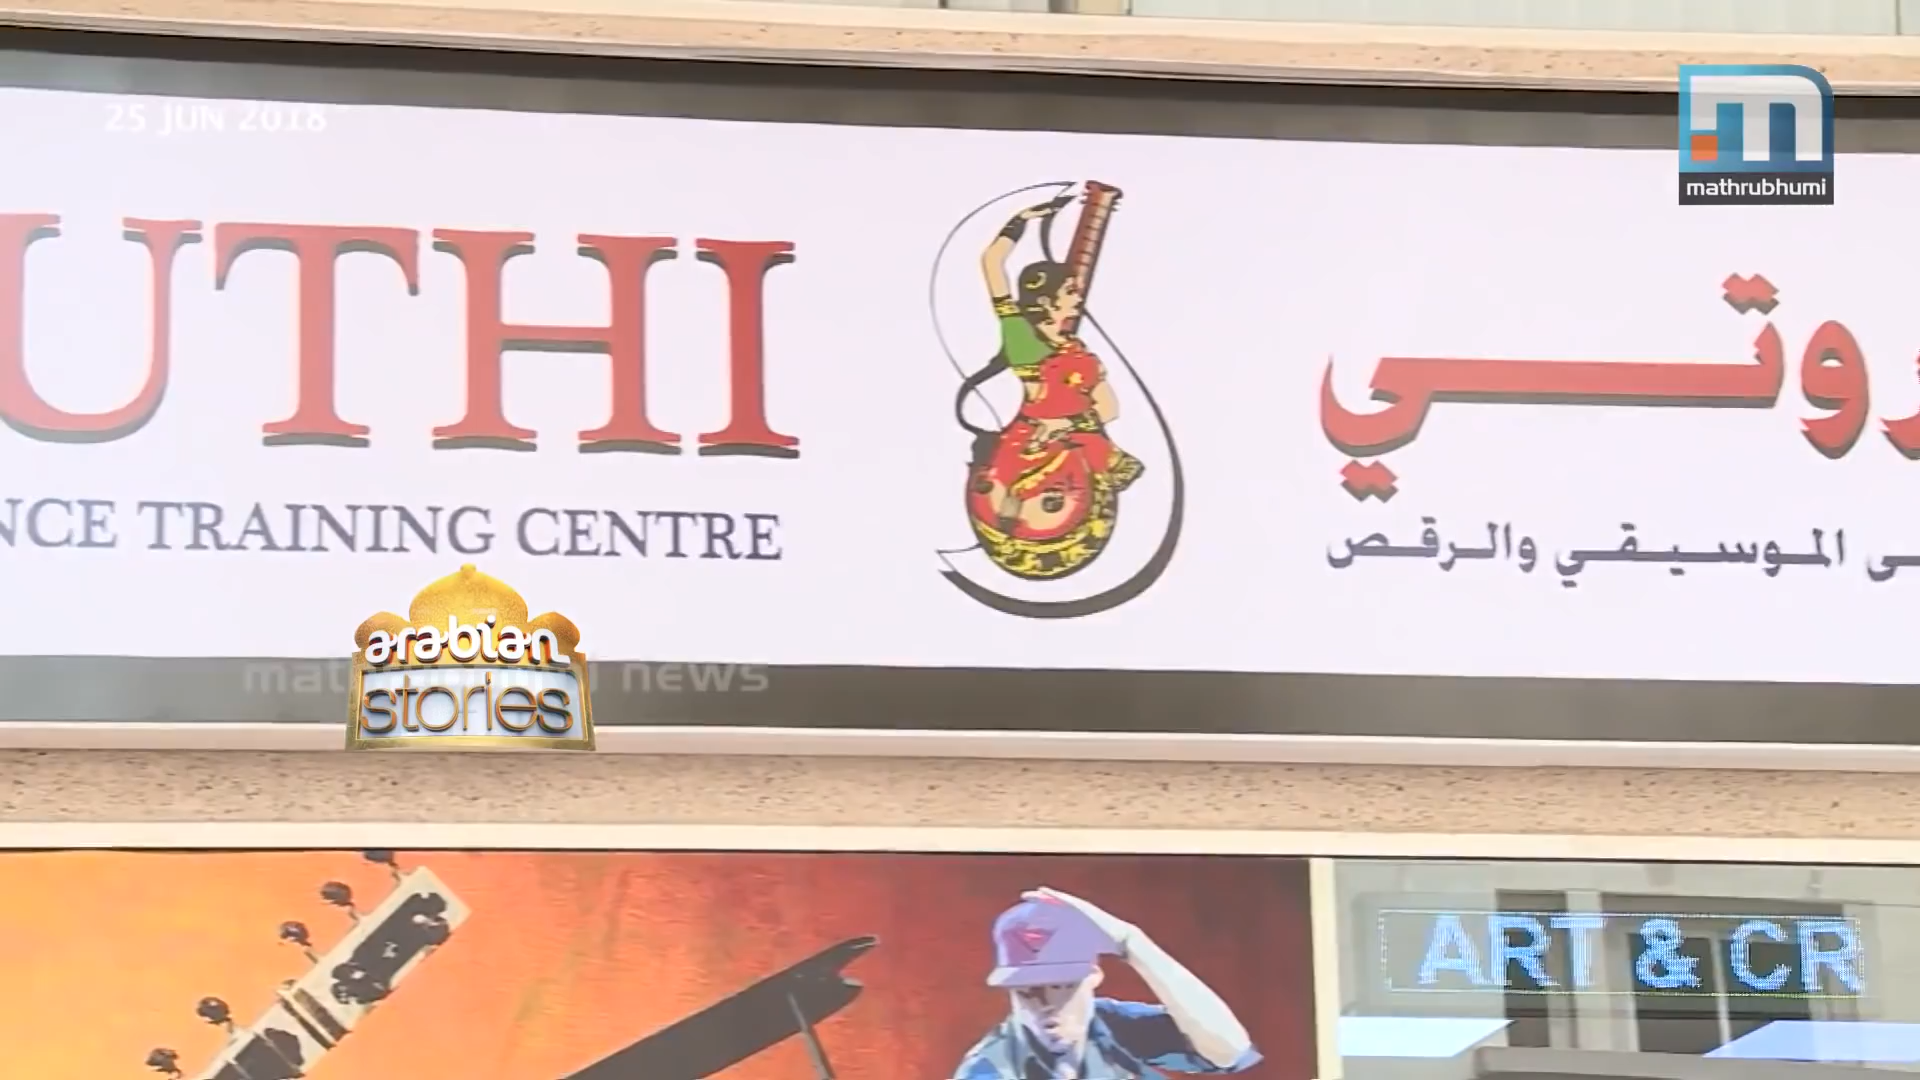 25 JUN 2018
mathrubhumi
UTHI
روتي
NCE TRAINING CENTRE
الموسيقي والرقص
arabian
stories
news
ART & CR